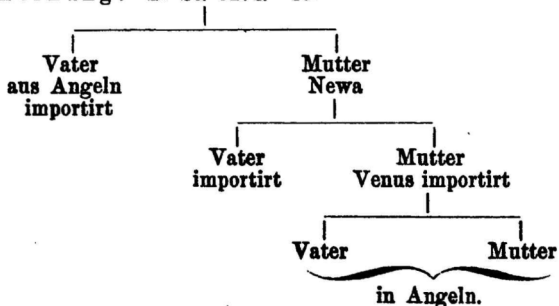 Vater
aus Angeln
importirt
Mutter
Newa
Vater
importirt
Mutter
Venus importirt
Vater Mutter
in Angeln.